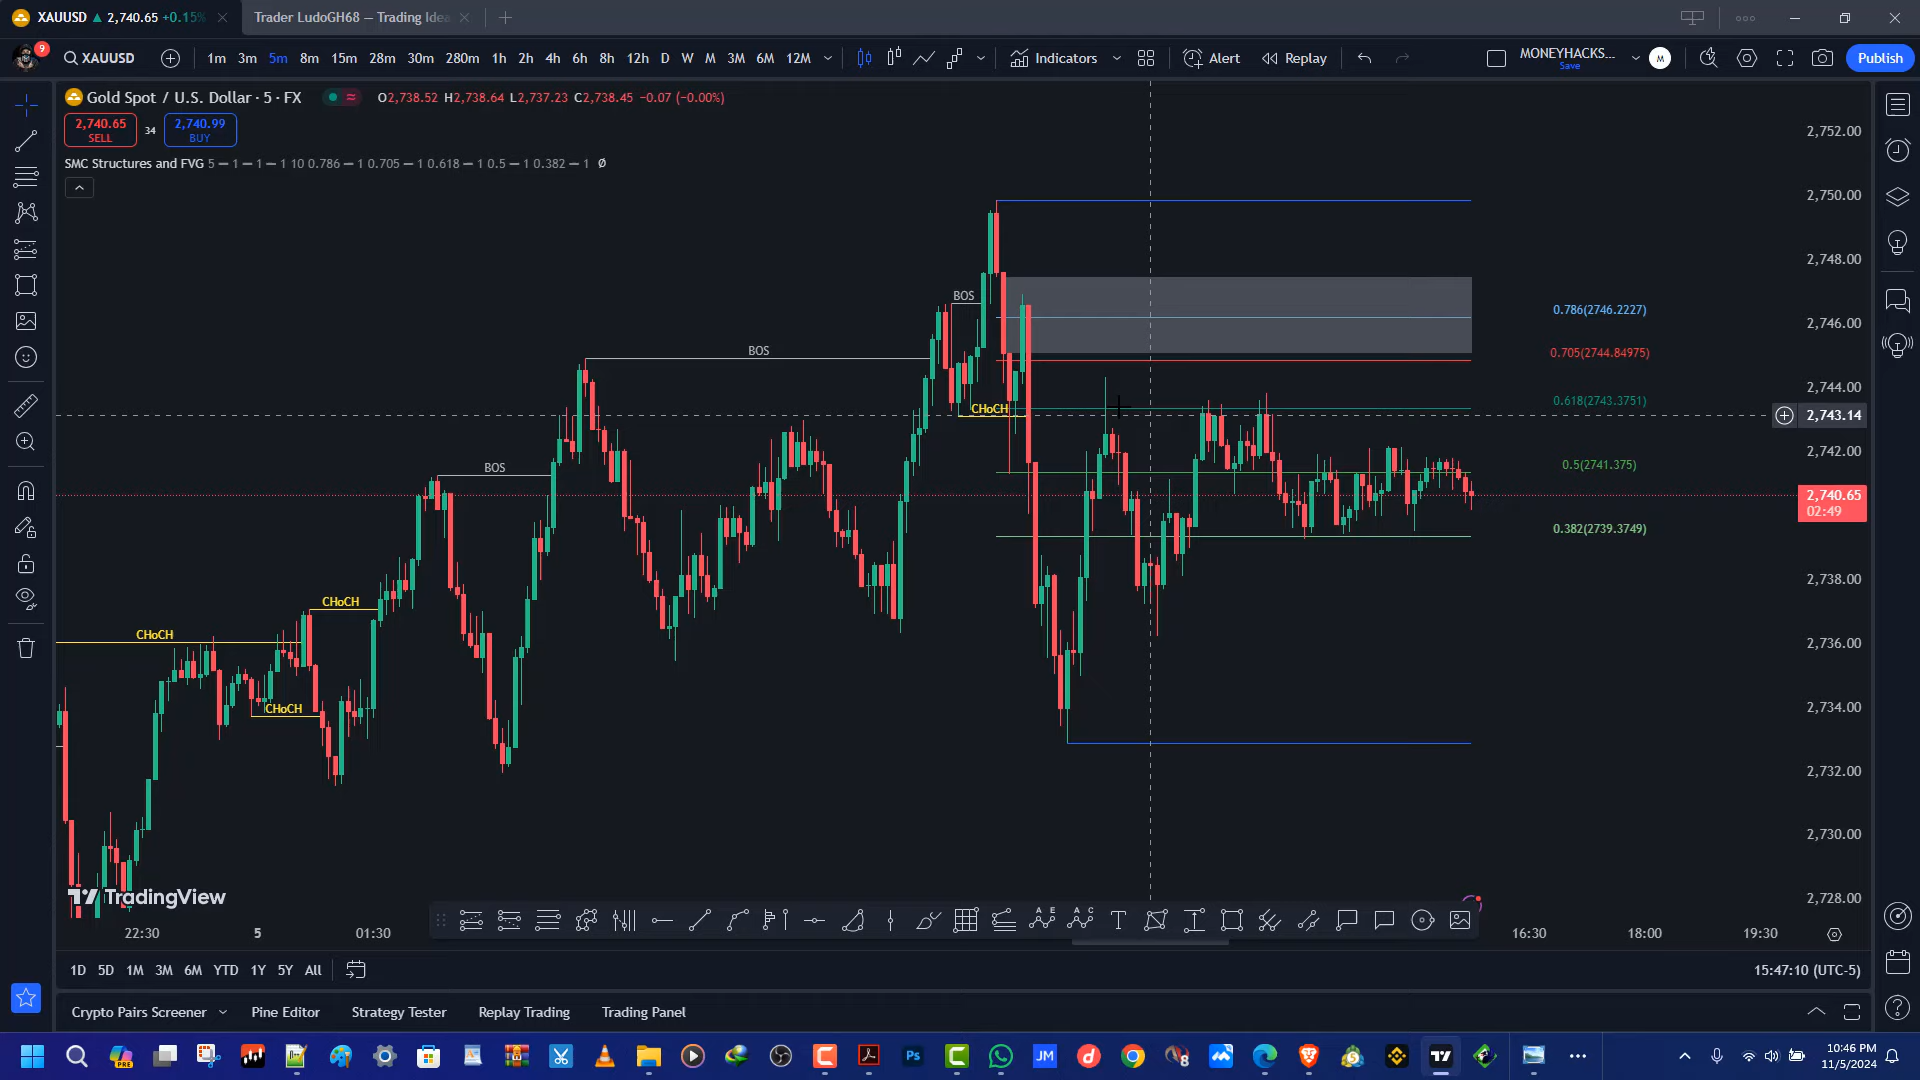 XAUUSD ▲ 2,740.65 +0.15%
Trader LudoGH68 — Trading Idea
9
XAUUSD
1m 3m 5m 8m 15m 28m 30m 280m 1h 2h 4h 6h 8h 12h D W M 3M 6M 12M
Indicators
Alert
Replay
MONEYHACKS...
Save
M
Publish
Gold Spot / U.S. Dollar · 5 · FX
O2,738.52 H2,738.64 L2,737.23 C2,738.45 −0.07 (−0.00%)
2,740.65
SELL
34
2,740.99
BUY
SMC Structures and FVG 5 — 1 — 1 — 1 10 0.786 — 1 0.705 — 1 0.618 — 1 0.5 — 1 0.382 — 1 Ø
2,752.00
2,750.00
2,748.00
2,746.00
2,744.00
2,743.14
2,742.00
2,740.65
02:49
2,738.00
2,736.00
2,734.00
2,732.00
2,730.00
2,728.00
0.786(2746.2227)
0.705(2744.84975)
0.618(2743.3751)
0.5(2741.375)
0.382(2739.3749)
BOS
BOS
CHoCH
BOS
CHoCH
CHoCH
CHoCH
TradingView
22:30
5
01:30
16:30
18:00
19:30
1D 5D 1M 3M 6M YTD 1Y 5Y All
15:47:10 (UTC-5)
Crypto Pairs Screener
Pine Editor
Strategy Tester
Replay Trading
Trading Panel
PRE
Ps
JM
8
10:46 PM
11/5/2024